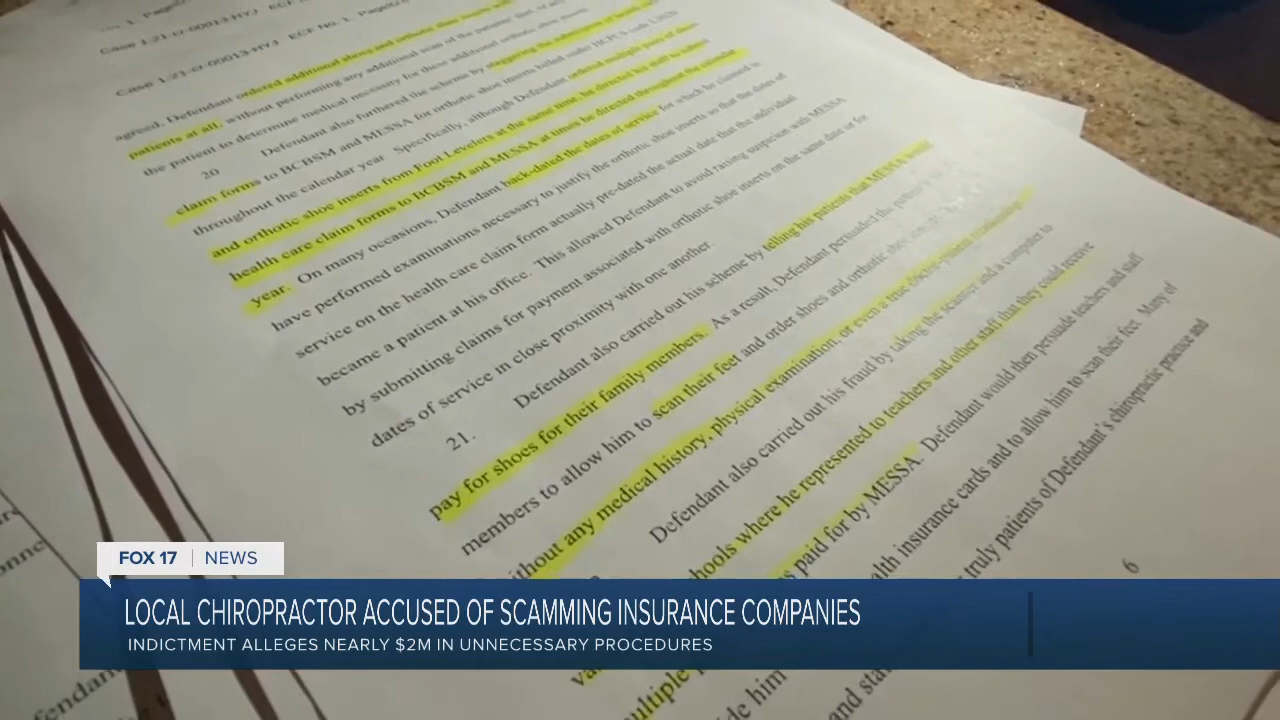 Case 1:21-cr-00013-HYJ ECF No. 1, PageID.6
agreed, Defendant ordered additional
patients at all, without performing any additional scan of the patients' feet,
the patient to determine medical necessity for these additional orthotic shoe inserts.
20 Defendant also furthered the scheme by staggering the submission of health care
claim forms to BCBSM and MESSA for orthotic shoe inserts billed under HCPCS code L3020
throughout the calendar year. Specifically, although Defendant ordered multiple pairs of shoes
and orthotic shoe inserts from Foot Levelers at the same time, he directed his staff to submit
health care claim forms to BCBSM and MESSA at times he directed throughout the calendar
year. On many occasions, Defendant back-dated the dates of service for which he claimed to
have performed examinations necessary to justify the orthotic shoe inserts so that the dates of
service on the health care claim form actually pre-dated the actual date that the individual
became a patient at his office. This allowed Defendant to avoid raising suspicion with MESSA
by submitting claims for payment associated with orthotic shoe inserts on the same date or for
dates of service in close proximity with one another.
21. Defendant also carried out his scheme by telling his patients that MESSA would
pay for shoes for their family members. As a result, Defendant persuaded the patient's
members to allow him to scan their feet and order shoes and orthotic shoe
without any medical history, physical examination, or even a true doctor-patient relationship.
Defendant also carried out his fraud by taking the scanner and a computer to
schools where he represented to teachers and other staff that they could receive
paid for by MESSA. Defendant would then persuade teachers and staff
health insurance cards and to allow him to scan their feet. Many of
truly patients of Defendant's chiropractic practice and
6
FOX 17 NEWS
LOCAL CHIROPRACTOR ACCUSED OF SCAMMING INSURANCE COMPANIES
INDICTMENT ALLEGES NEARLY $2M IN UNNECESSARY PROCEDURES